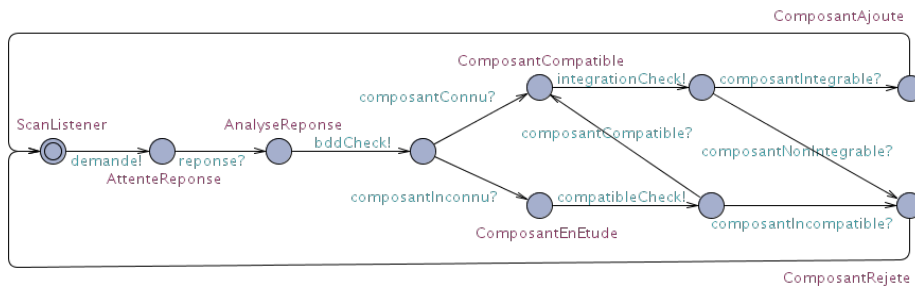 ComposantAjoute
ComposantCompatible
integrationCheck!
composantIntegrable?
composantConnu?
ScanListener
AnalyseReponse
bddCheck!
composantCompatible?
composantNonIntegrable?
demande!
reponse?
AttenteReponse
composantInconnu?
compatibleCheck!
composantIncompatible?
ComposantEnEtude
ComposantRejete